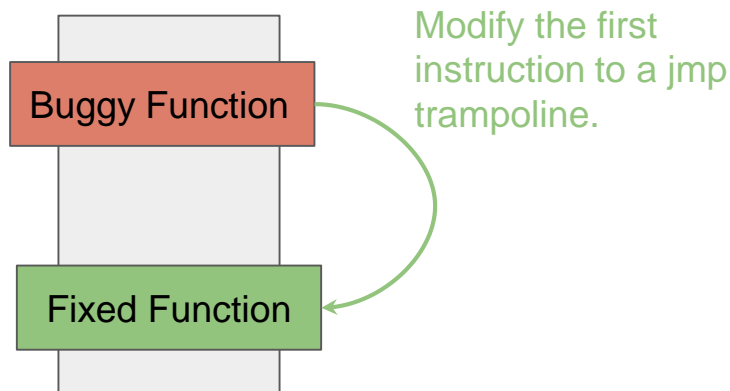 Modify the first
instruction to a jmp
trampoline.
Buggy Function
Fixed Function